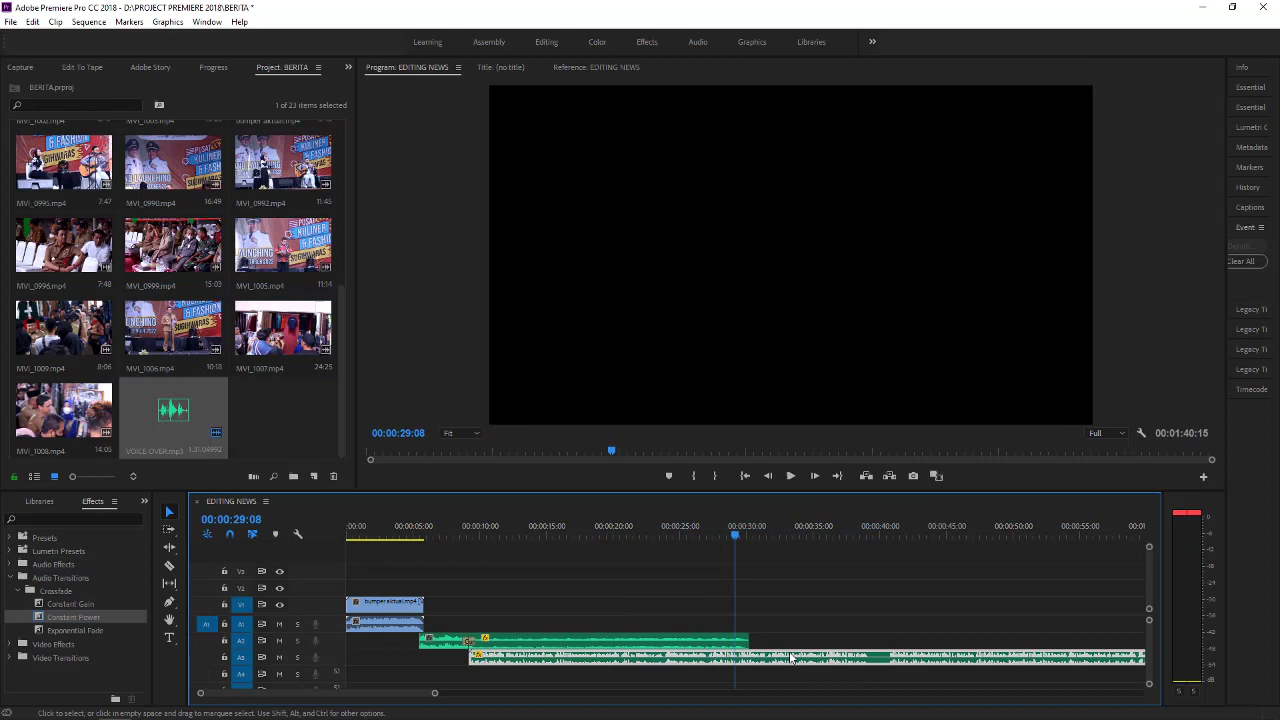 Adobe Premiere Pro CC 2018 - D:\PROJECT PREMIERE 2018\BERITA *
File Edit Clip Sequence Markers Graphics Window Help
Learning Assembly Editing Color Effects Audio Graphics Libraries
Capture Edit To Tape Adobe Story Progress Project: BERITA
Program: EDITING NEWS Title: (no title) Reference: EDITING NEWS
Info
BERITA.prproj
Essential
1 of 23 items selected
Essential
Lumetri C
Metadata
Markers
History
Captions
Event
Clear All
MVI_0995.mp4 7:47 MVI_0990.mp4 16:49 MVI_0992.mp4 11:45
MVI_0996.mp4 7:48 MVI_0999.mp4 15:03 MVI_1005.mp4 11:14
MVI_1009.mp4 8:06 MVI_1006.mp4 10:18 MVI_1007.mp4 24:25
MVI_1008.mp4 14:05 VOICE OVER.mp3 1:31:04992
Legacy Ti
Legacy Ti
Legacy Ti
Legacy Ti
Timecode
00:00:29:08 Fit Full 00:01:40:15
Libraries Effects
Presets
Lumetri Presets
Audio Effects
Audio Transitions
Crossfade
Constant Gain
Constant Power
Exponential Fade
Video Effects
Video Transitions
EDITING NEWS
00:00:29:08
:00:00 00:00:05:00 00:00:10:00 00:00:15:00 00:00:20:00 00:00:25:00 00:00:30:00 00:00:35:00 00:00:40:00 00:00:45:00 00:00:50:00 00:00:55:00 00:01
V3
V2
V1 bumper aktual.mp4
A1 A1 M S
A2 M S
A3 M S
A4 M S
0
-6
-12
-18
-24
-30
-36
-42
-48
-54
dB
S S
Click to select, or click in empty space and drag to marquee select. Use Shift, Alt, and Ctrl for other options.